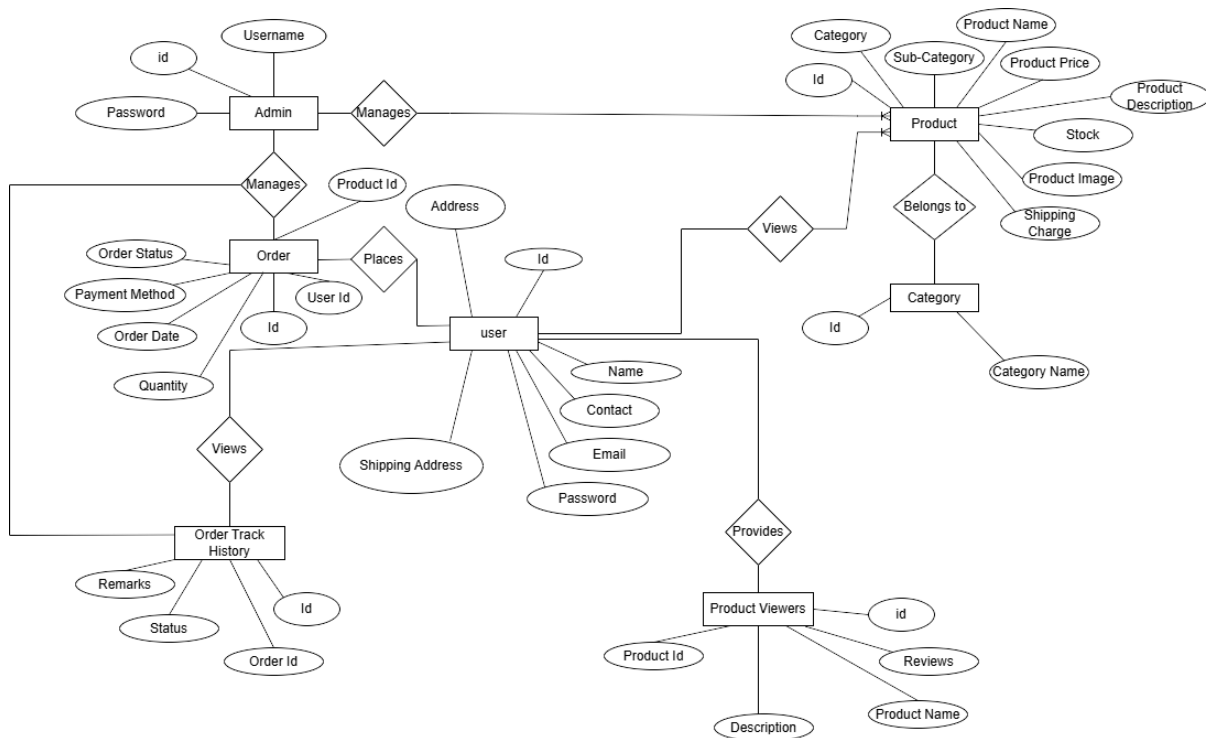 Username
id
Password
Admin
Manages
Category
Sub-Category
Product Name
Product Price
Id
Product
Description
Product
Stock
Product Image
Shipping
Charge
Belongs to
Category
Id
Category Name
Manages
Product Id
Address
Order Status
Order
Places
Views
Id
Payment Method
User Id
Order Date
Id
user
Quantity
Name
Contact
Views
Shipping Address
Email
Password
Order Track
History
Provides
Remarks
Id
Status
Order Id
Product Viewers
id
Product Id
Reviews
Product Name
Description